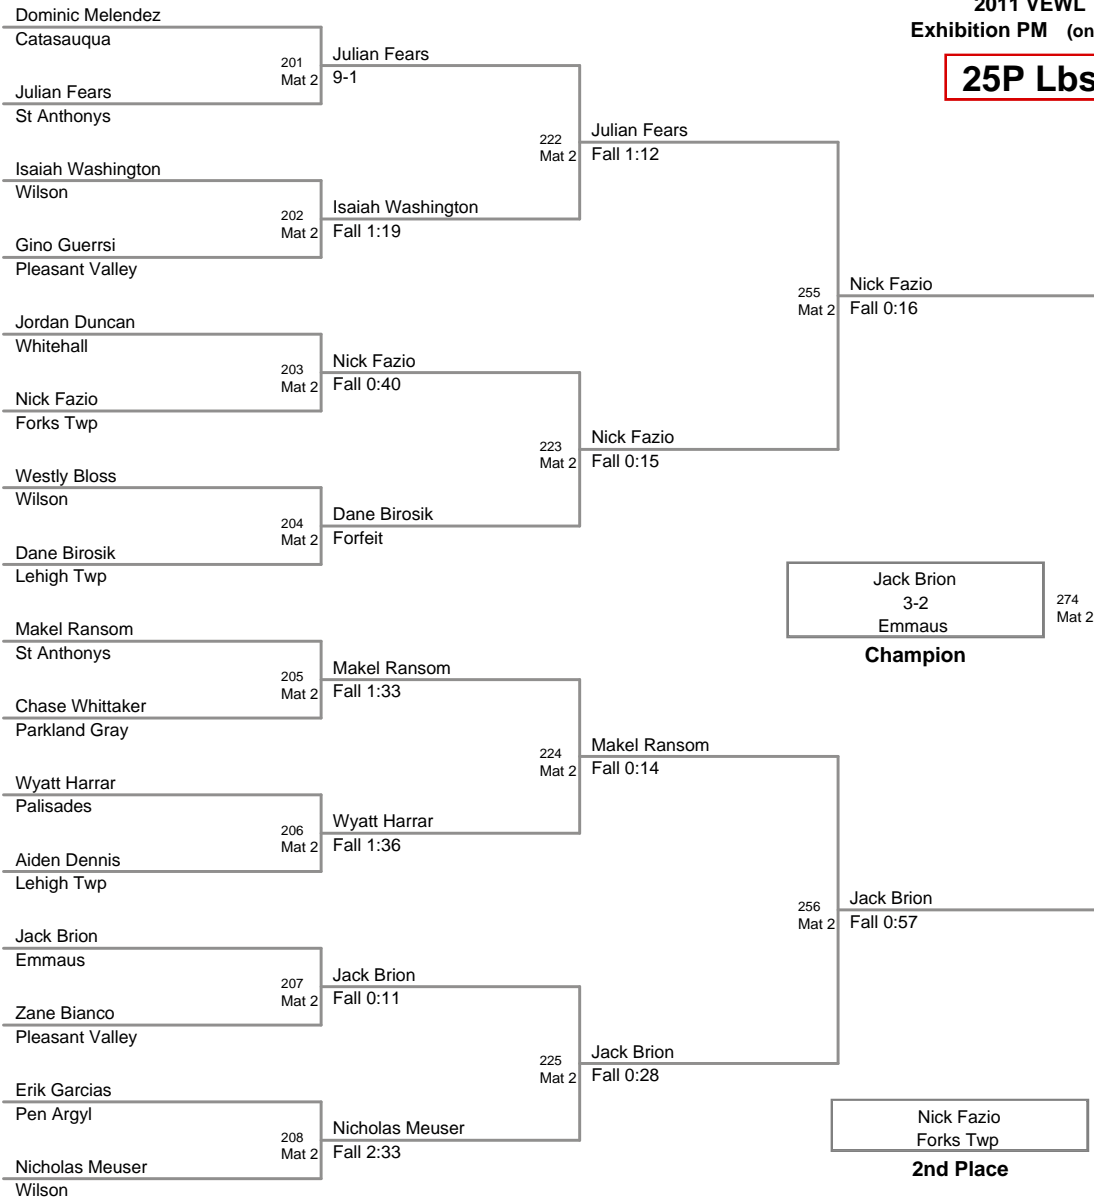 2011 VEWL
Exhibition PM (on
25P Lbs
Dominic Melendez
Catasauqua
201
Mat 2
Julian Fears
9-1
Julian Fears
St Anthonys
222
Mat 2
Julian Fears
Fall 1:12
Isaiah Washington
Wilson
202
Mat 2
Isaiah Washington
Fall 1:19
Gino Guerrsi
Pleasant Valley
255
Mat 2
Nick Fazio
Fall 0:16
Jordan Duncan
Whitehall
203
Mat 2
Nick Fazio
Fall 0:40
Nick Fazio
Forks Twp
223
Mat 2
Nick Fazio
Fall 0:15
Westly Bloss
Wilson
204
Mat 2
Dane Birosik
Forfeit
Dane Birosik
Lehigh Twp
Jack Brion
3-2
Emmaus
Champion
274
Mat 2
Makel Ransom
St Anthonys
205
Mat 2
Makel Ransom
Fall 1:33
Chase Whittaker
Parkland Gray
224
Mat 2
Makel Ransom
Fall 0:14
Wyatt Harrar
Palisades
206
Mat 2
Wyatt Harrar
Fall 1:36
Aiden Dennis
Lehigh Twp
256
Mat 2
Jack Brion
Fall 0:57
Jack Brion
Emmaus
207
Mat 2
Jack Brion
Fall 0:11
Zane Bianco
Pleasant Valley
225
Mat 2
Jack Brion
Fall 0:28
Erik Garcias
Pen Argyl
208
Mat 2
Nicholas Meuser
Fall 2:33
Nicholas Meuser
Wilson
Nick Fazio
Forks Twp
2nd Place